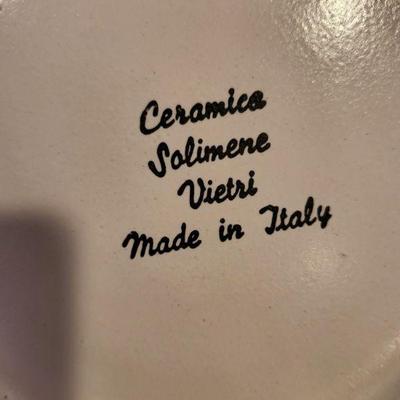 Ceramica
Solimene
Vietri
Made in Italy